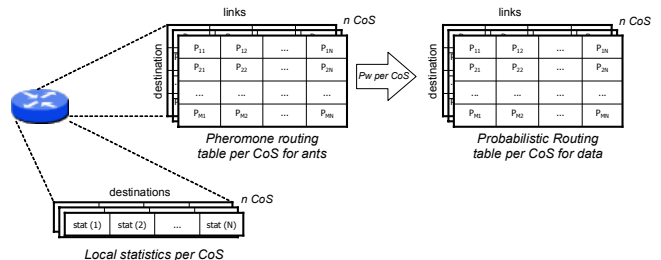 links
n CoS
destination
P11 P12 ... P1N
P21 P22 ... P2N
... ... ... ...
PM1 PM2 ... PMN
Pheromone routing
table per CoS for ants
Pw per CoS
links
n CoS
destination
P11 P12 ... P1N
P21 P22 ... P2N
... ... ... ...
PM1 PM2 ... PMN
Probabilistic Routing
table per CoS for data
destinations
n CoS
stat (1) stat (2) ... stat (N)
Local statistics per CoS